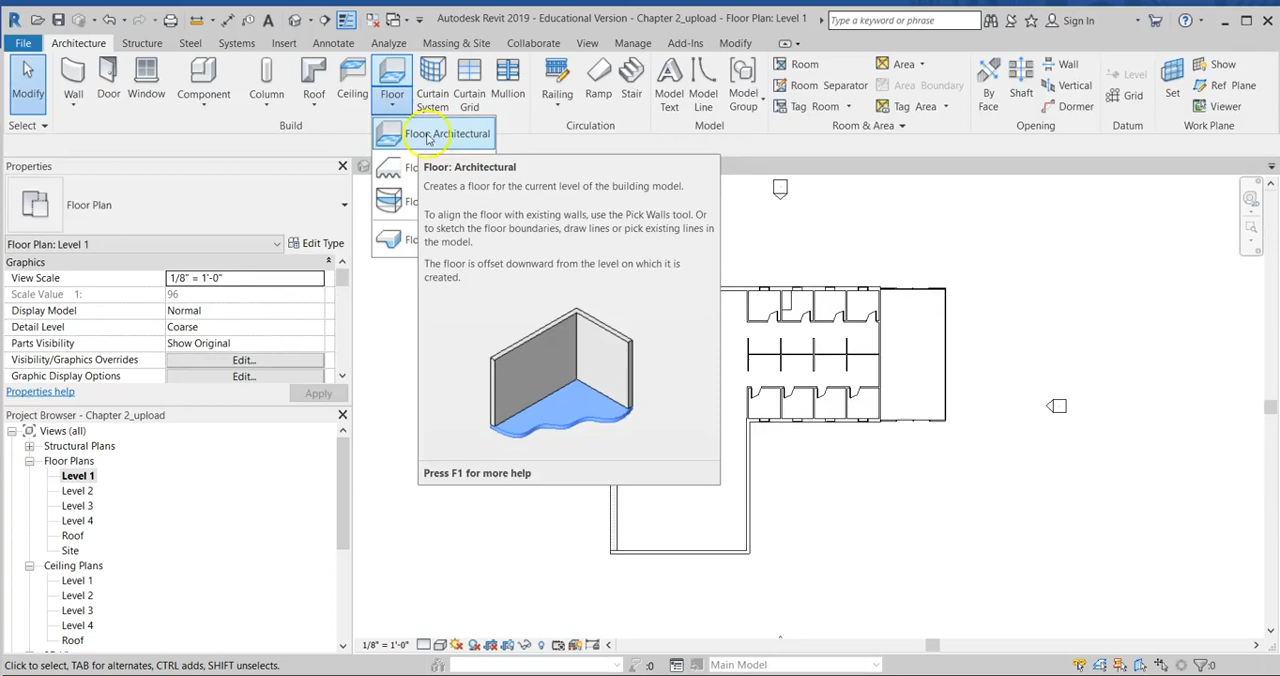 Autodesk Revit 2019 - Educational Version - Chapter 2_upload - Floor Plan: Level 1
Type a keyword or phrase
Sign In
File Architecture Structure Steel Systems Insert Annotate Analyze Massing & Site Collaborate View Manage Add-Ins Modify
Modify
Wall
Door
Window
Component
Column
Roof
Ceiling
Floor
Curtain System
Curtain Grid
Mullion
Railing
Ramp
Stair
Model Text
Model Line
Model Group
Room
Room Separator
Tag Room
Area
Area Boundary
Tag Area
By Face
Shaft
Wall
Vertical
Dormer
Level
Grid
Set
Show
Ref Plane
Viewer
Select
Build
Circulation
Model
Room & Area
Opening
Datum
Work Plane
Floor: Architectural
Flo
Flo
Flo
Floor: Architectural
Creates a floor for the current level of the building model.
To align the floor with existing walls, use the Pick Walls tool. Or
to sketch the floor boundaries, draw lines or pick existing lines in
the model.
The floor is offset downward from the level on which it is
created.
Press F1 for more help
Properties
Floor Plan
Floor Plan: Level 1
Edit Type
Graphics
View Scale 1/8" = 1'-0"
Scale Value 1: 96
Display Model Normal
Detail Level Coarse
Parts Visibility Show Original
Visibility/Graphics Overrides Edit...
Graphic Display Options Edit...
Properties help
Apply
Project Browser - Chapter 2_upload
Views (all)
Structural Plans
Floor Plans
Level 1
Level 2
Level 3
Level 4
Roof
Site
Ceiling Plans
Level 1
Level 2
Level 3
Level 4
Roof
1/8" = 1'-0"
Click to select, TAB for alternates, CTRL adds, SHIFT unselects.
:0
Main Model
:0